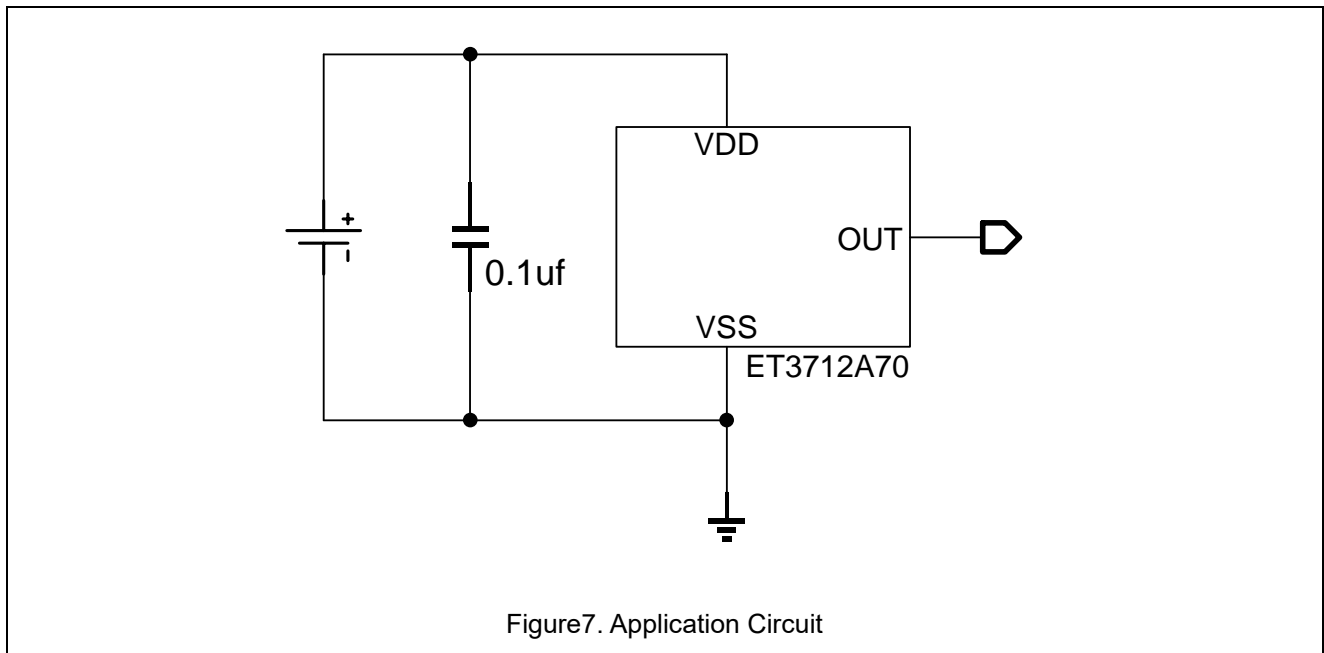 VDD
+
OUT
0.1uf
VSS
ET3712A70
Figure7. Application Circuit